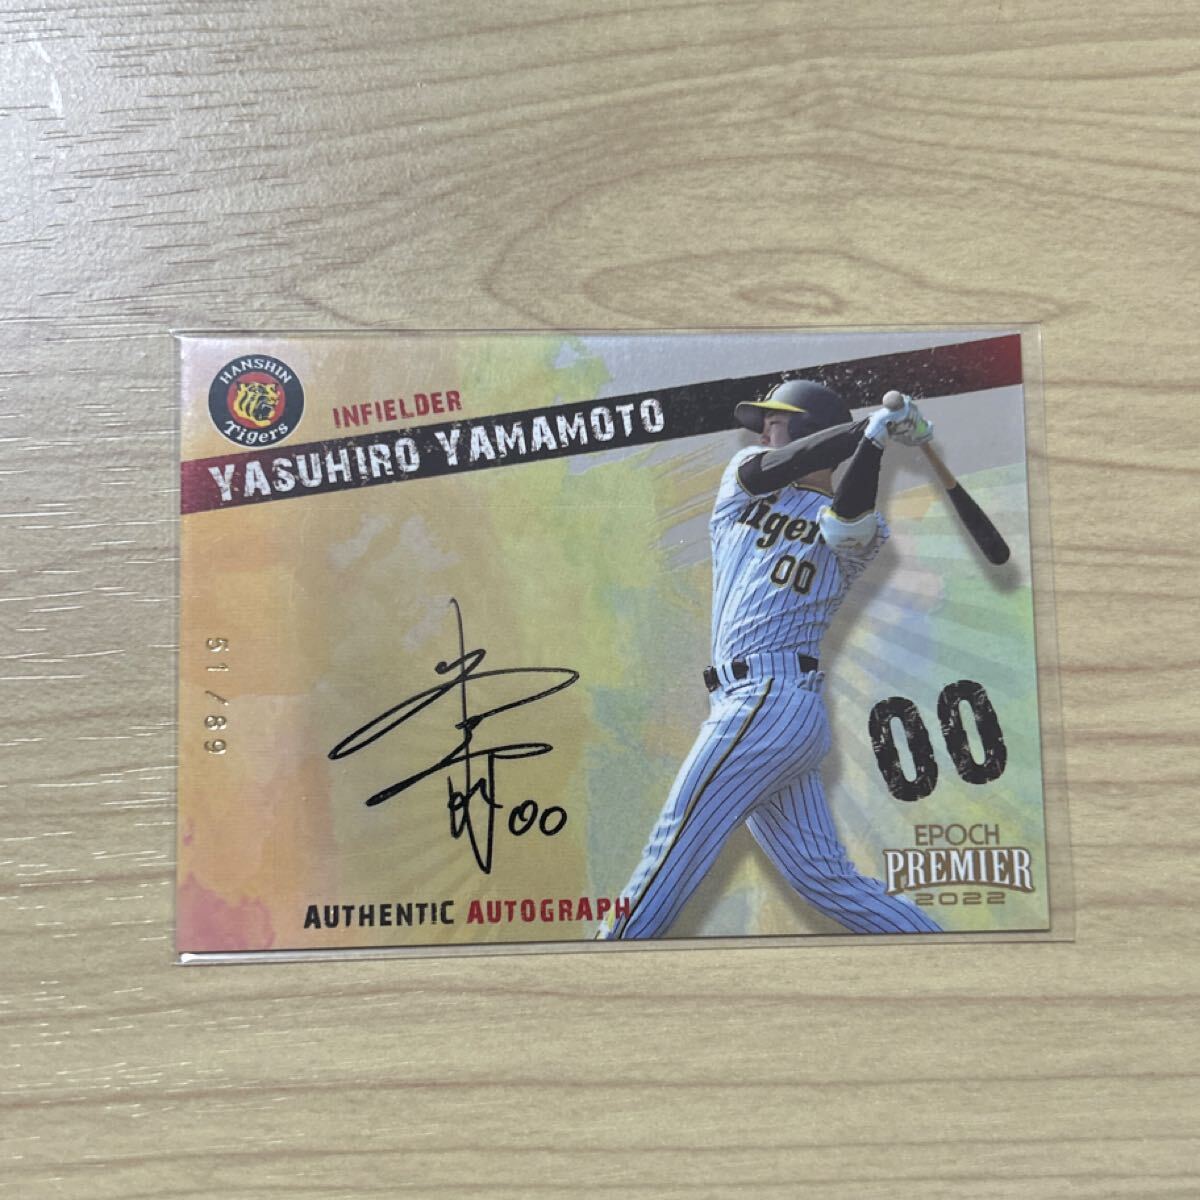 HANSHIN
Tigers
INFIELDER
YASUHIRO YAMAMOTO
Tigers
00
51/89
00
00
EPOCH
PREMIER
2022
AUTHENTIC AUTOGRAPH